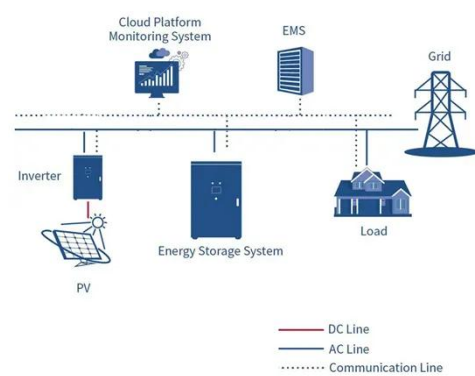 Cloud Platform
Monitoring System
EMS
Grid
Inverter
Energy Storage System
Load
PV
DC Line
AC Line
Communication Line